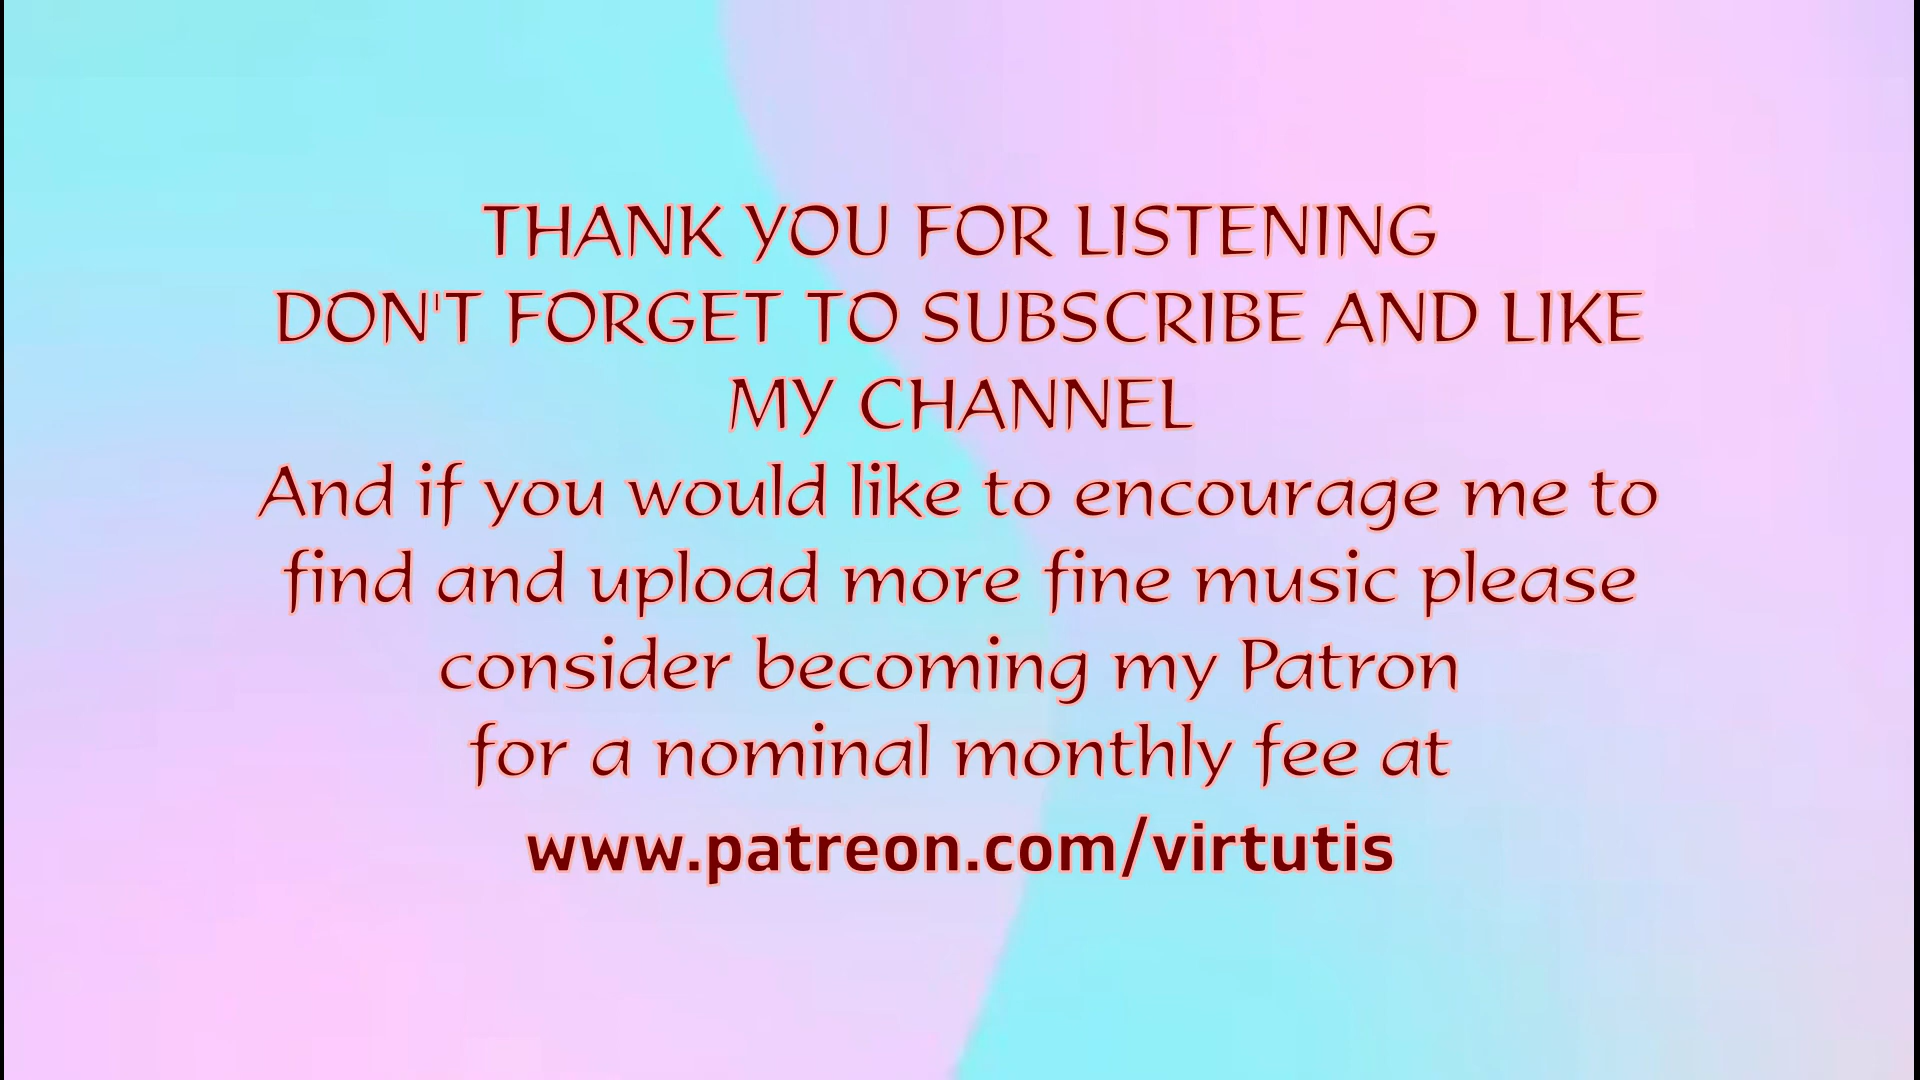 THANK YOU FOR LISTENING
DON'T FORGET TO SUBSCRIBE AND LIKE
MY CHANNEL
And if you would like to encourage me to
find and upload more fine music please
consider becoming my Patron
for a nominal monthly fee at
www.patreon.com/virtutis